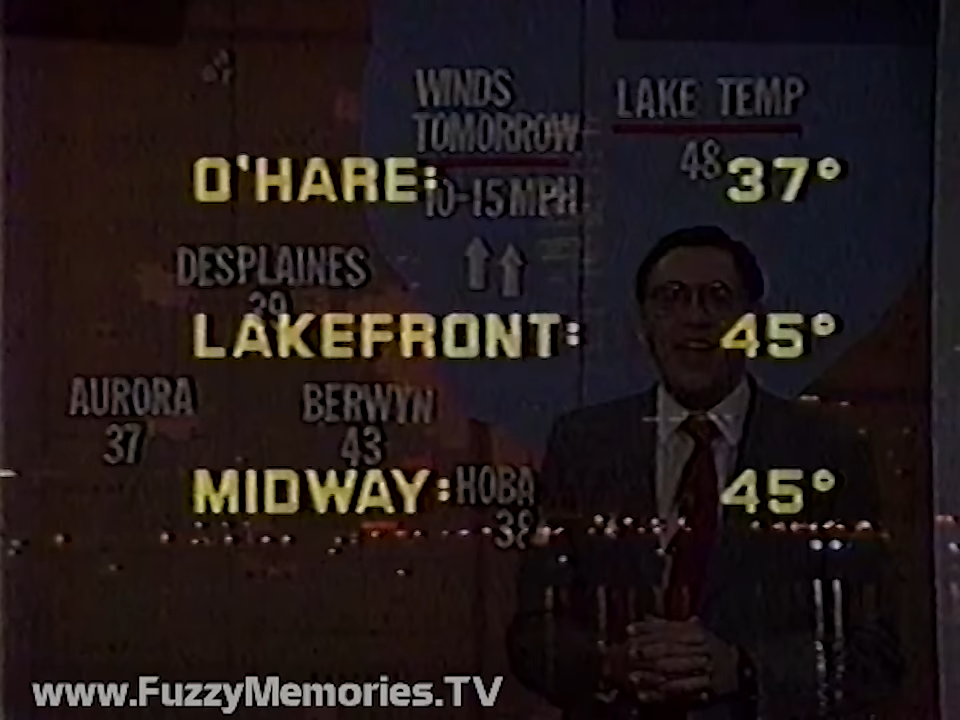 WINDS
TOMORROW
10-15 MPH
LAKE TEMP
48
O'HARE: 37°
DESPLAINES
39
LAKEFRONT: 45°
AURORA
37
BERWYN
43
MIDWAY: 45°
HOBA
38
www.FuzzyMemories.TV